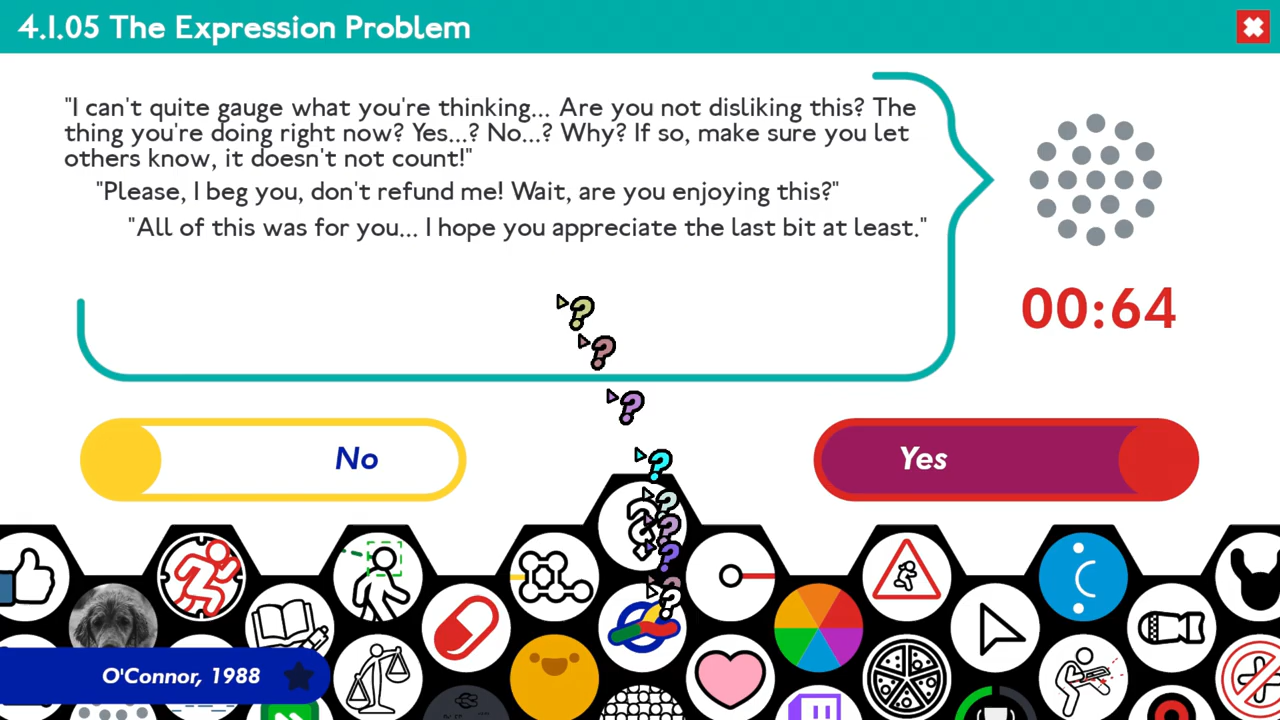 4.1.05 The Expression Problem
"I can't quite gauge what you're thinking... Are you not disliking this? The
thing you're doing right now? Yes...? No...? Why? If so, make sure you let
others know, it doesn't not count!"
"Please, I beg you, don't refund me! Wait, are you enjoying this?"
"All of this was for you... I hope you appreciate the last bit at least."
00:64
No
Yes
O'Connor, 1988